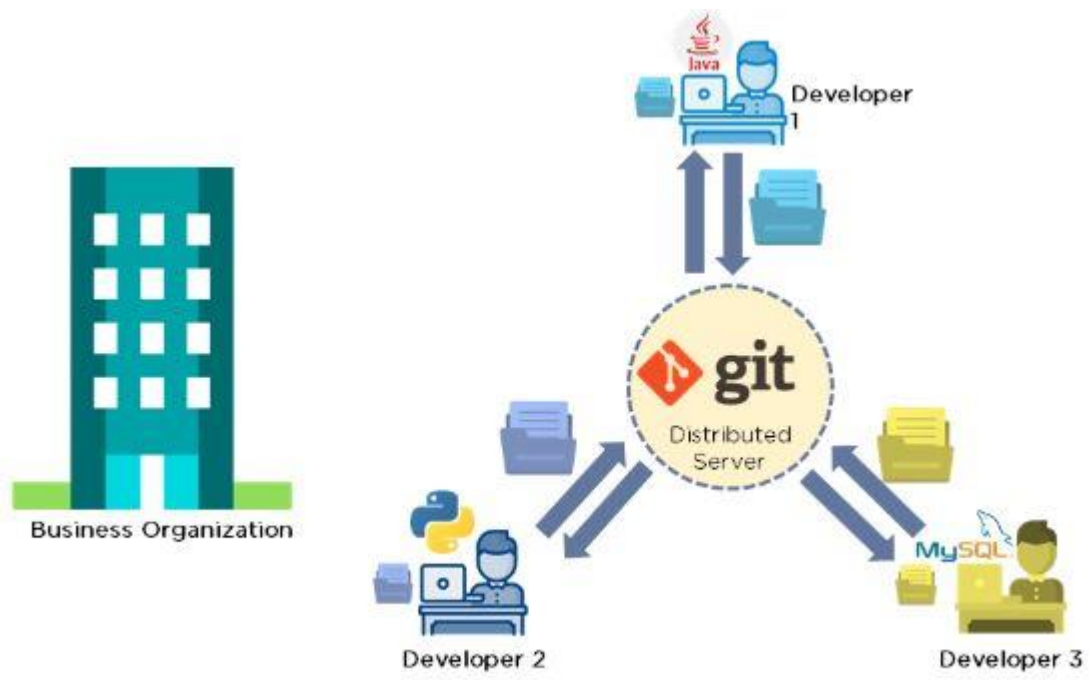 Java
Developer
1
git
Distributed
Server
Business Organization
MySQL
Developer 2
Developer 3